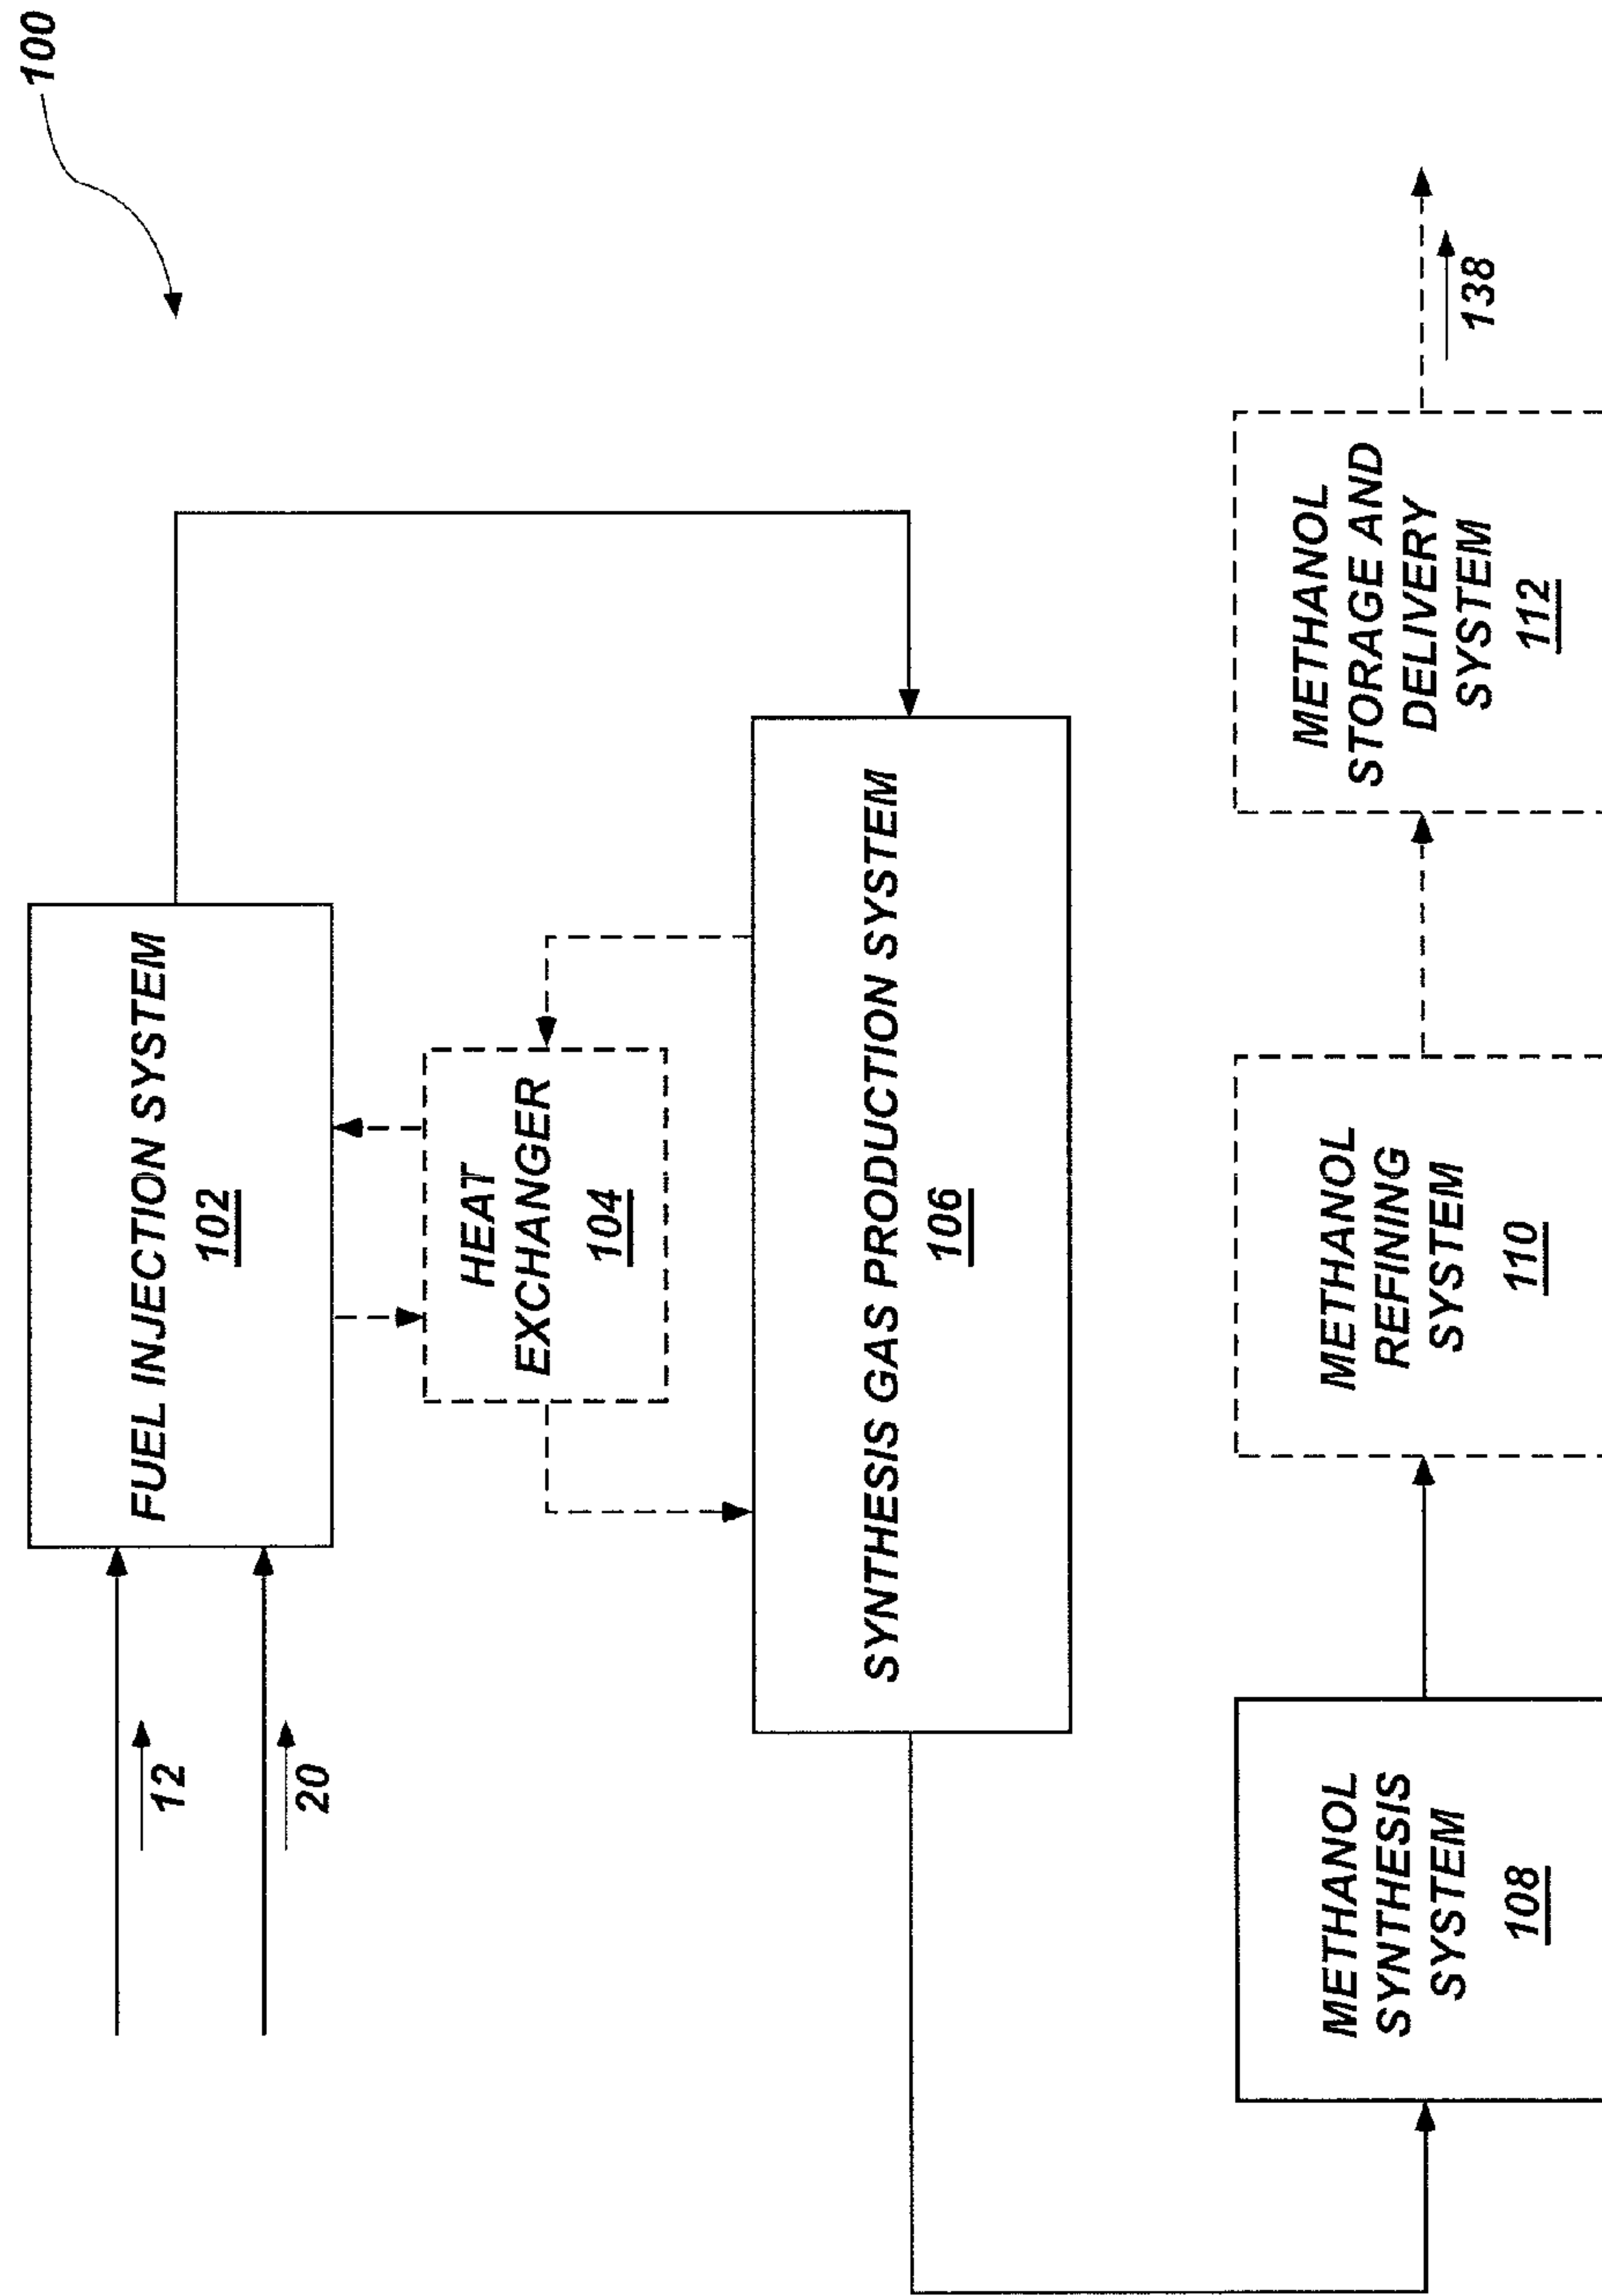 100
12
20
FUEL INJECTION SYSTEM
102
HEAT
EXCHANGER
104
SYNTHESIS GAS PRODUCTION SYSTEM
106
METHANOL
SYNTHESIS
SYSTEM
108
METHANOL
REFINING
SYSTEM
110
METHANOL
STORAGE AND
DELIVERY
SYSTEM
112
138